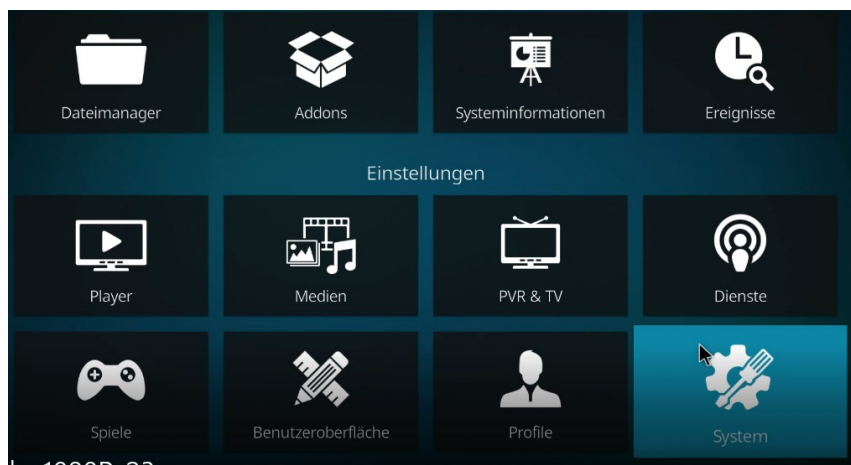 Dateimanager Addons Systeminformationen Ereignisse
Einstellungen
Player Medien PVR & TV Dienste
Spiele Benutzeroberfläche Profile System